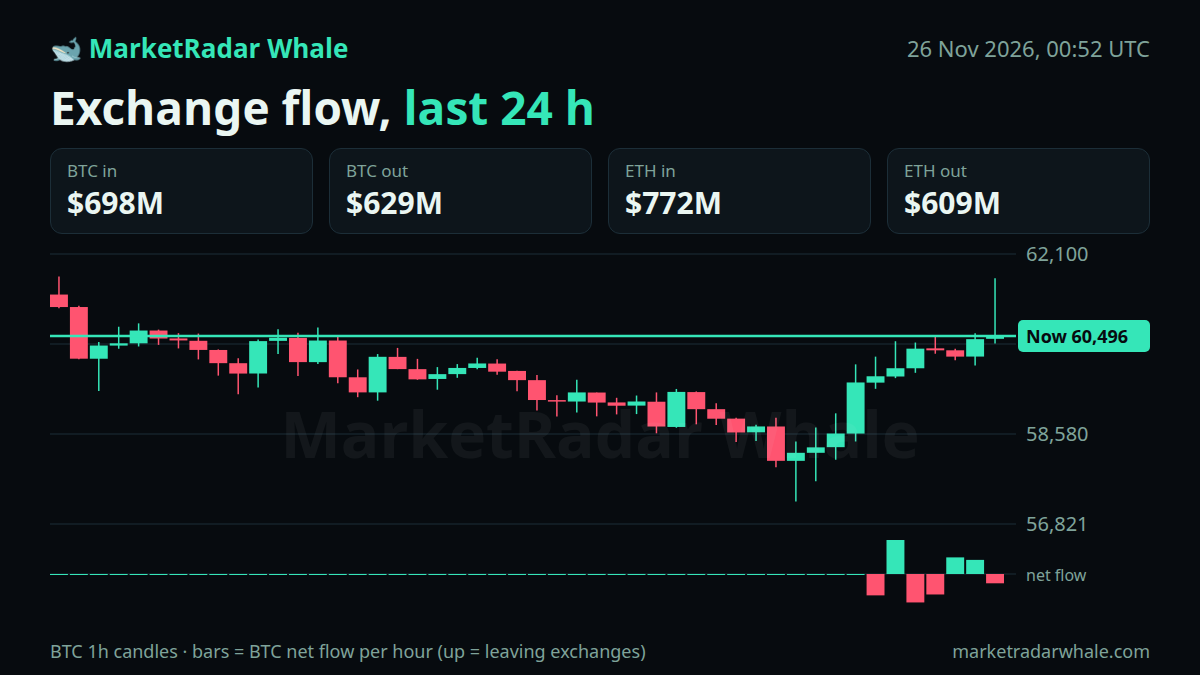 🐋 MarketRadar Whale
26 Nov 2026, 00:52 UTC
Exchange flow, last 24 h
BTC in
$698M
BTC out
$629M
ETH in
$772M
ETH out
$609M
62,100
Now 60,496
MarketRadar Whale
58,580
56,821
net flow
BTC 1h candles · bars = BTC net flow per hour (up = leaving exchanges)
marketradarwhale.com